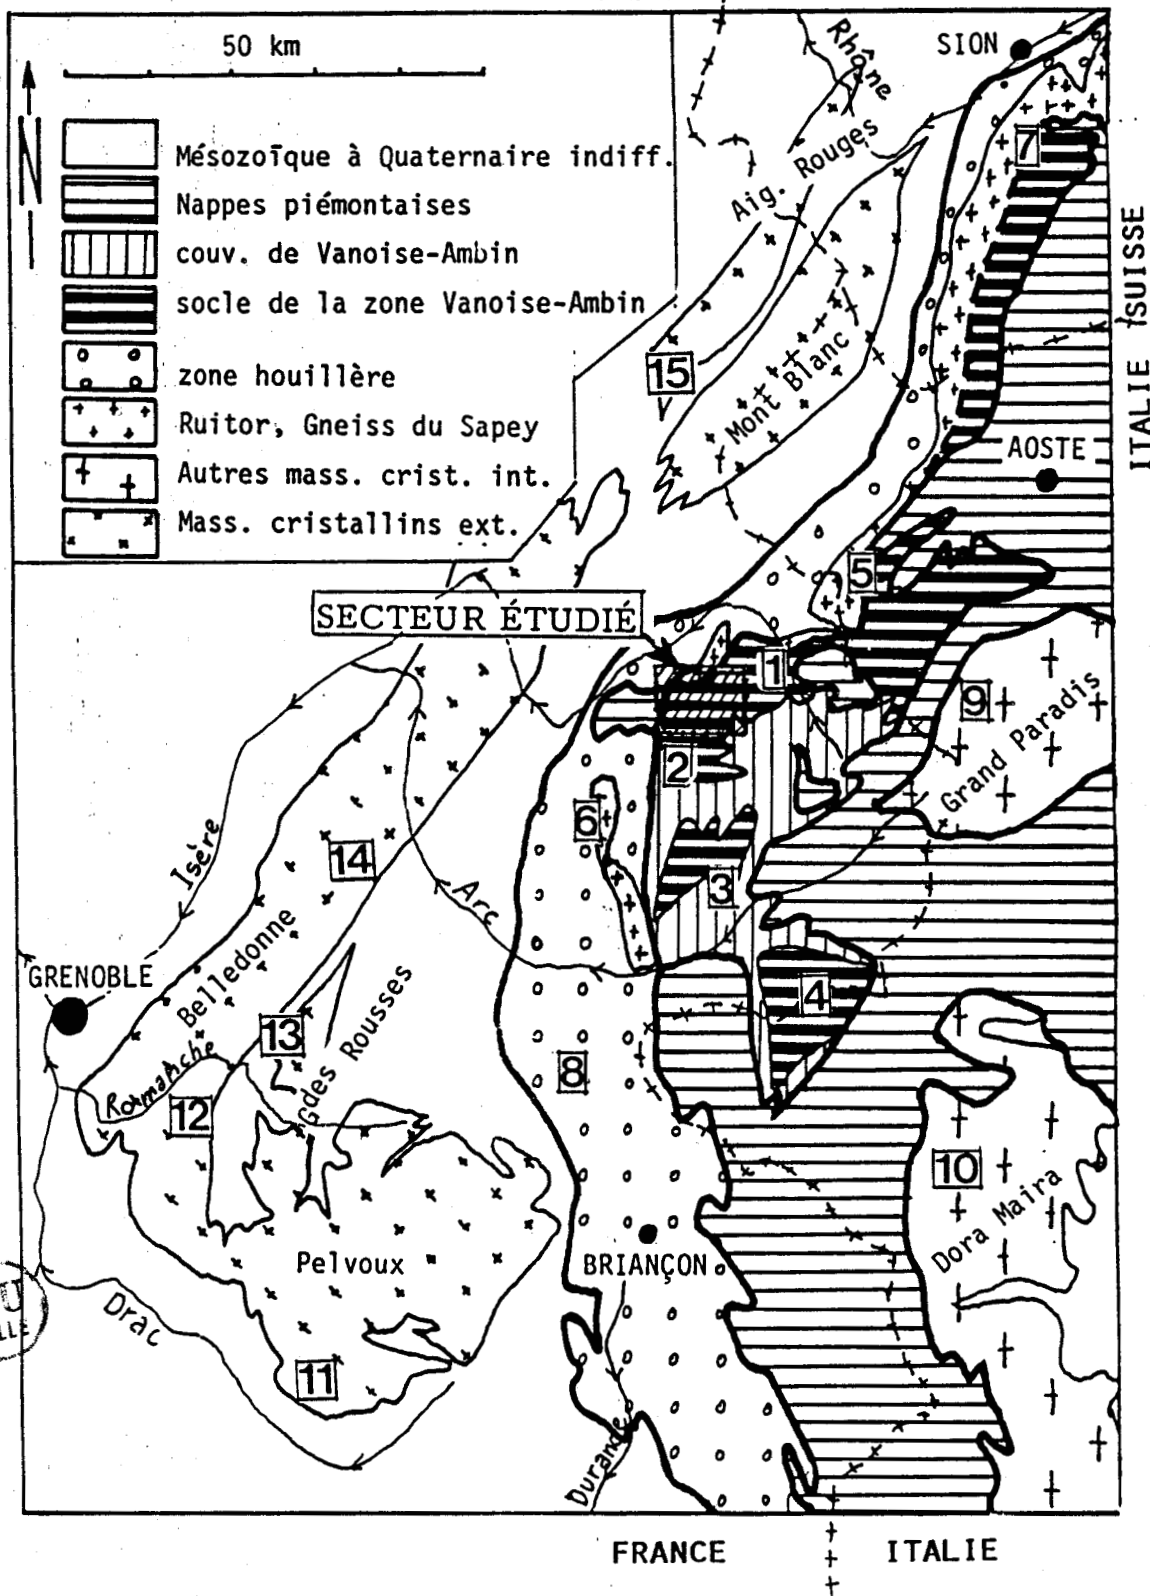 50 km
N
Mésozoïque à Quaternaire indiff.
Nappes piémontaises
couv. de Vanoise-Ambin
socle de la zone Vanoise-Ambin
zone houillère
Ruitor, Gneiss du Sapey
Autres mass. crist. int.
Mass. cristallins ext.
Rhône
SION
Aig. Rouges
7
SUISSE
ITALIE
15
Mont Blanc
AOSTE
5
SECTEUR ÉTUDIÉ
1
9
Grand Paradis
2
6
Isère
14
3
Arc
Belledonne
GRENOBLE
4
13
Gdes Rousses
8
Romanche
12
10
Dora Maira
Pelvoux
BRIANÇON
Drac
11
Durance
FRANCE
ITALIE